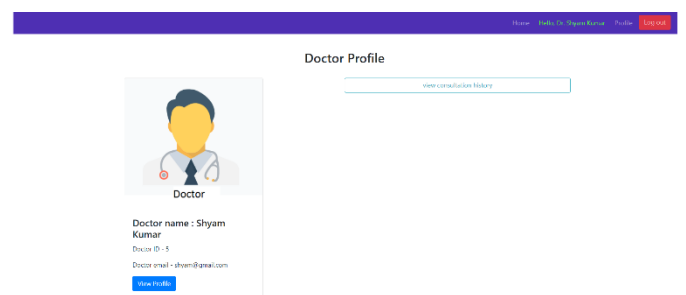 Home Hello, Dr. Shyam Kumar Profile Log out
Doctor Profile
view consultation history
Doctor
Doctor name : Shyam
Kumar
Doctor ID - 5
Doctor email - shyam@gmail.com
View Profile